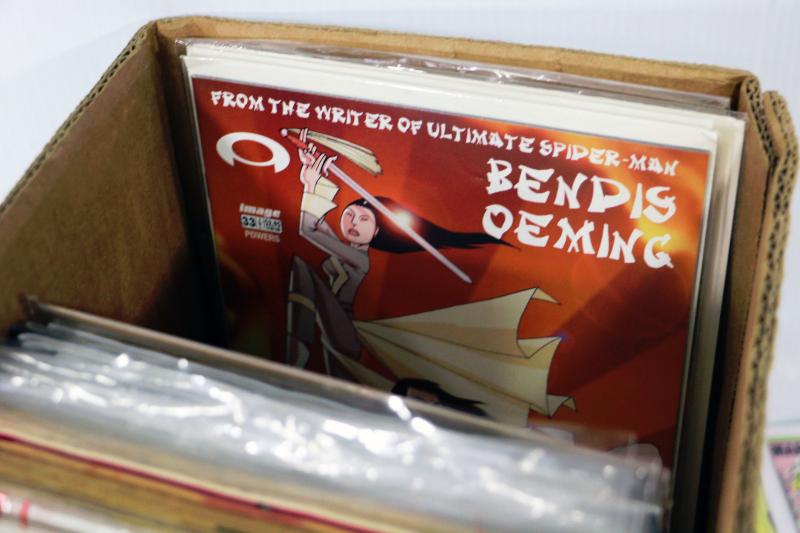 FROM THE WRITER OF ULTIMATE SPIDER-MAN
BENDIS
OEMING
image
33
POWERS